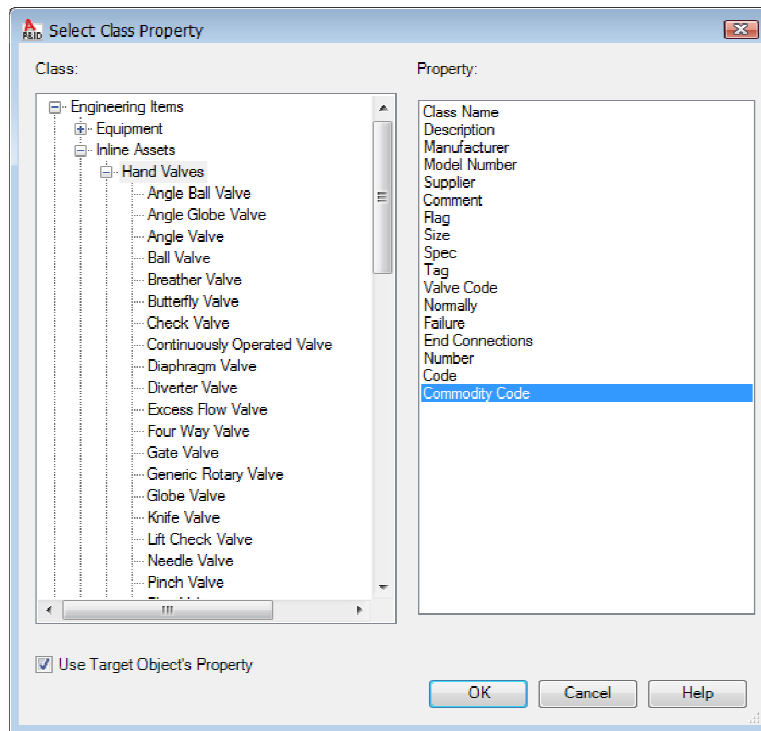 A
P&ID
Select Class Property
Class:
Property:
Engineering Items
Equipment
Inline Assets
Hand Valves
Angle Ball Valve
Angle Globe Valve
Angle Valve
Ball Valve
Breather Valve
Butterfly Valve
Check Valve
Continuously Operated Valve
Diaphragm Valve
Diverter Valve
Excess Flow Valve
Four Way Valve
Gate Valve
Generic Rotary Valve
Globe Valve
Knife Valve
Lift Check Valve
Needle Valve
Pinch Valve
Class Name
Description
Manufacturer
Model Number
Supplier
Comment
Flag
Size
Spec
Tag
Valve Code
Normally
Failure
End Connections
Number
Code
Commodity Code
Use Target Object's Property
OK
Cancel
Help